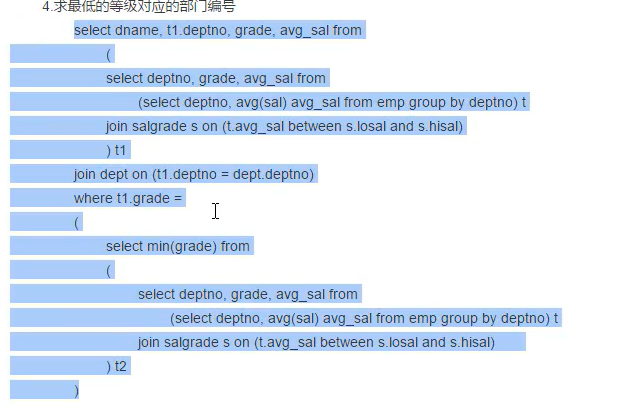 4.求最低的等级对应的部门编号
select dname, t1.deptno, grade, avg_sal from
(
select deptno, grade, avg_sal from
(select deptno, avg(sal) avg_sal from emp group by deptno) t
join salgrade s on (t.avg_sal between s.losal and s.hisal)
) t1
join dept on (t1.deptno = dept.deptno)
where t1.grade =
(
select min(grade) from
(
select deptno, grade, avg_sal from
(select deptno, avg(sal) avg_sal from emp group by deptno) t
join salgrade s on (t.avg_sal between s.losal and s.hisal)
) t2
)